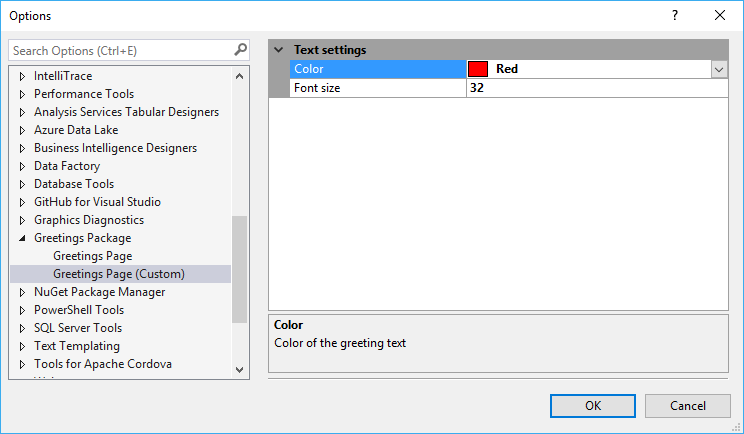 Options
?
Search Options (Ctrl+E)
IntelliTrace
Performance Tools
Analysis Services Tabular Designers
Azure Data Lake
Business Intelligence Designers
Data Factory
Database Tools
GitHub for Visual Studio
Graphics Diagnostics
Greetings Package
Greetings Page
Greetings Page (Custom)
NuGet Package Manager
PowerShell Tools
SQL Server Tools
Text Templating
Tools for Apache Cordova
Text settings
Color Red
Font size 32
Color
Color of the greeting text
OK Cancel